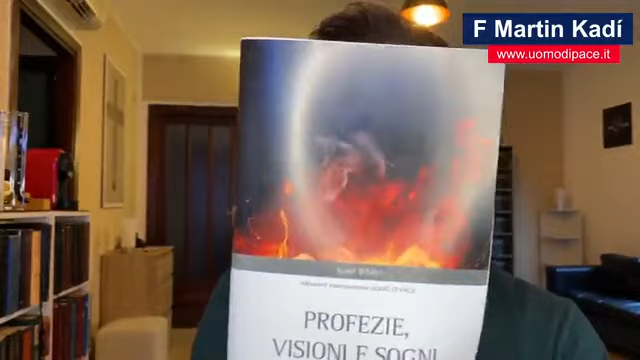 F Martin Kadí
www.uomodipace.it
PROFEZIE,
VISIONI E SOGNI